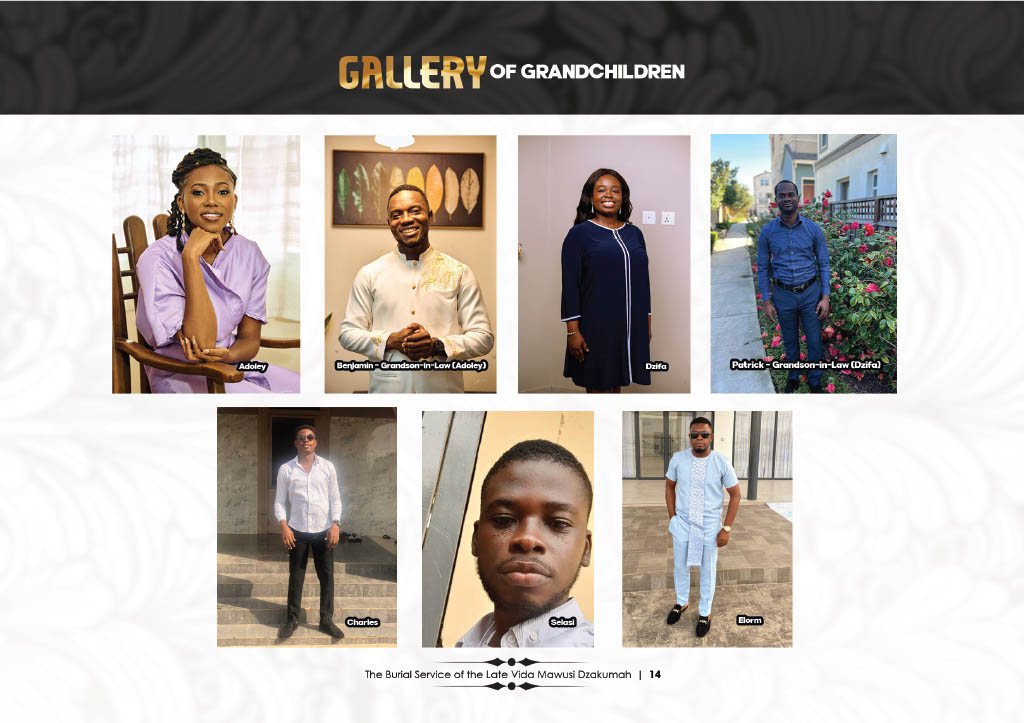 GALLERY OF GRANDCHILDREN
Adoley
Benjamin - Grandson-in-Law (Adoley)
Dzifa
Patrick - Grandson-in-Law (Dzifa)
Charles
Selasi
Elorm
The Burial Service of the Late Vida Mawusi Dzakumah | 14